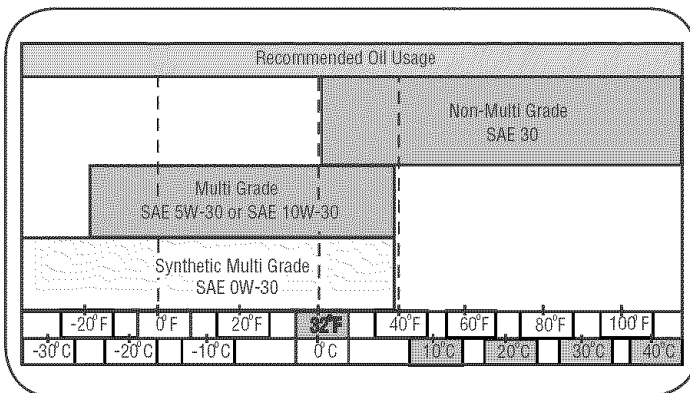 Recommended Oil Usage
Non-Multi Grade
SAE 30
Multi Grade
SAE 5W-30 or SAE 10W-30
Synthetic Multi Grade
SAE 0W-30
-20°F 0°F 20°F 32°F 40°F 60°F 80°F 100°F
-30°C -20°C -10°C 0°C 10°C 20°C 30°C 40°C